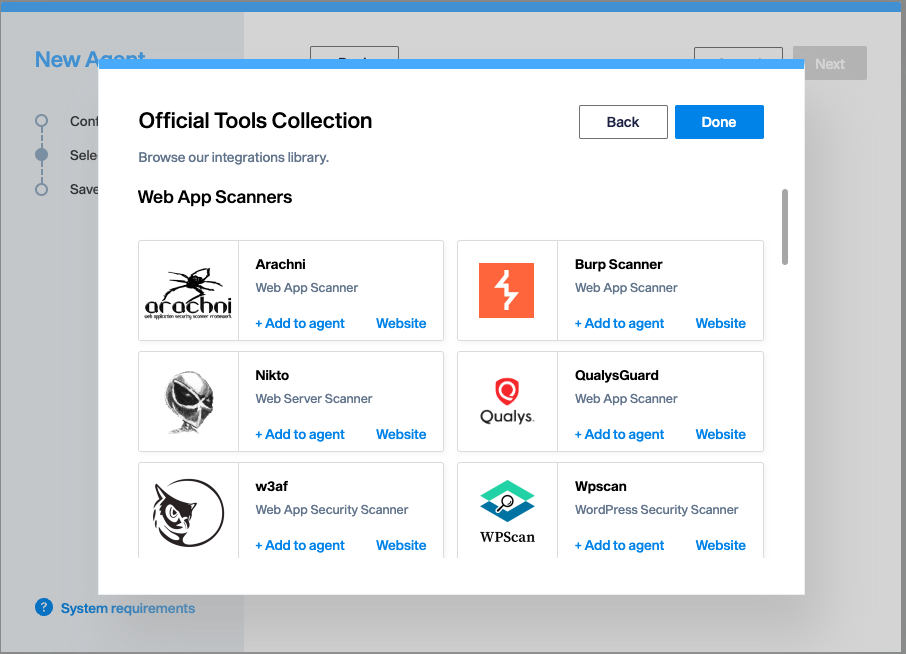 New Agent
Next
Official Tools Collection
Back
Done
Browse our integrations library.
Web App Scanners
arachni
web application security scanner framework
Arachni
Web App Scanner
+ Add to agent
Website
Burp Scanner
Web App Scanner
+ Add to agent
Website
Nikto
Web Server Scanner
+ Add to agent
Website
Qualys.
QualysGuard
Web App Scanner
+ Add to agent
Website
w3af
Web App Security Scanner
+ Add to agent
Website
WPScan
Wpscan
WordPress Security Scanner
+ Add to agent
Website
Conf
Sele
Save
? System requirements